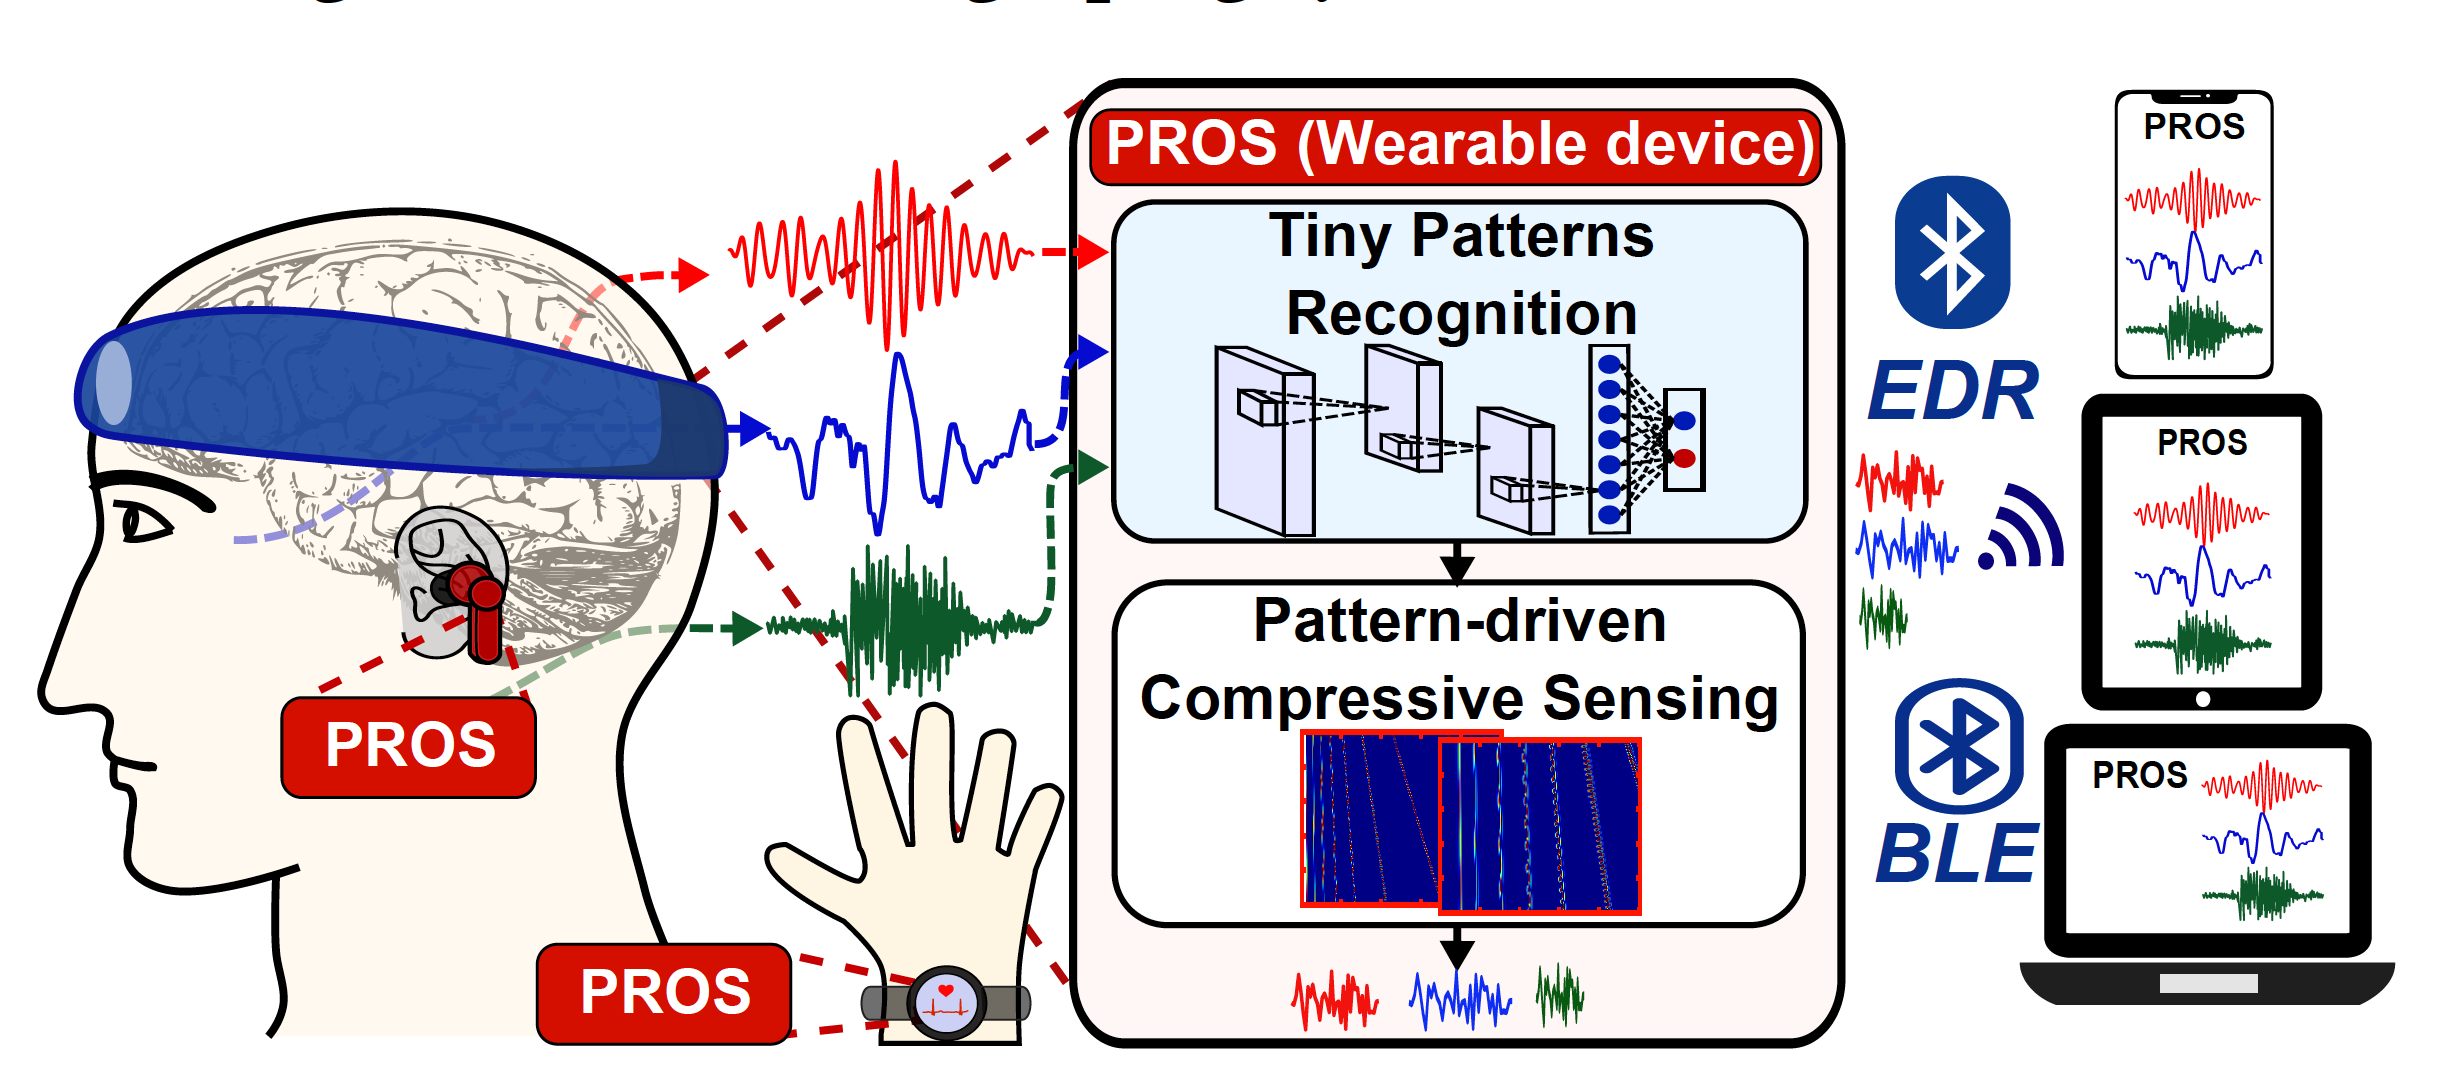 PROS (Wearable device)
Tiny Patterns
Recognition
Pattern-driven
Compressive Sensing
PROS
PROS
EDR
BLE
PROS
PROS
PROS